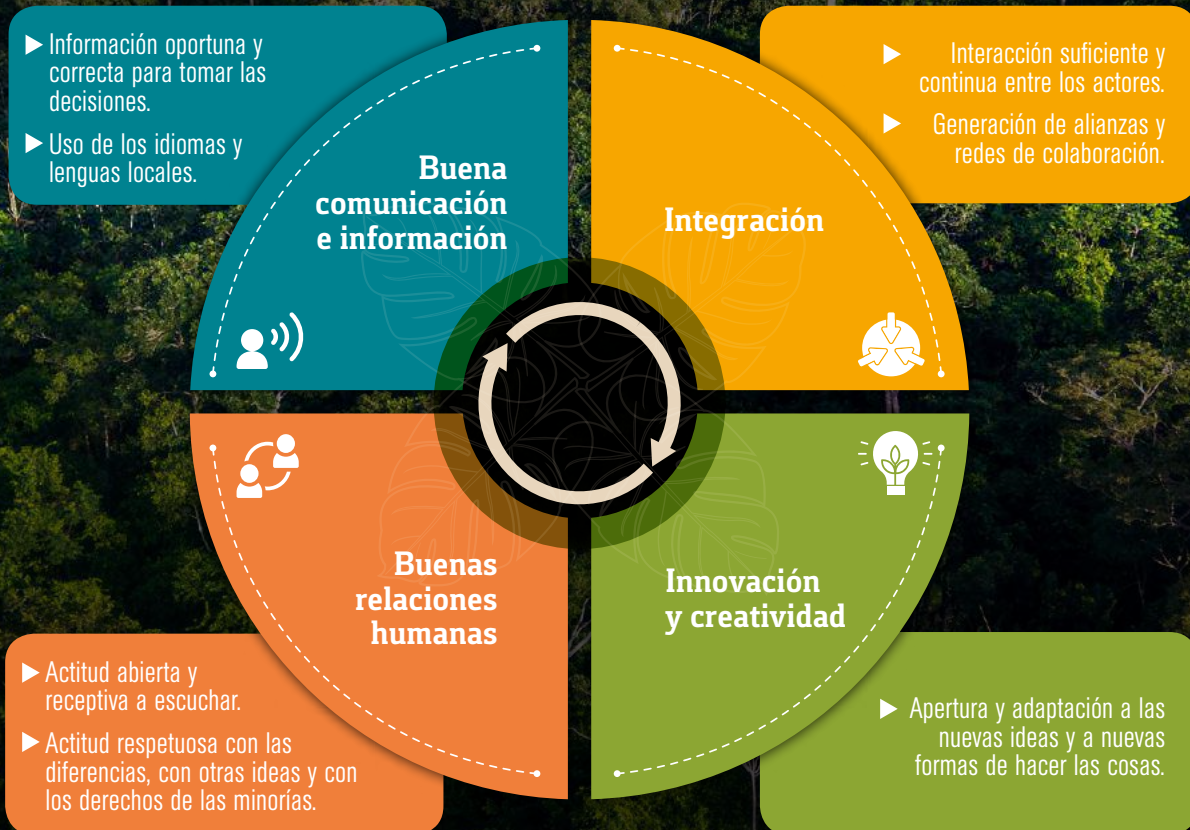 ▶ Información oportuna y
correcta para tomar las
decisiones.
▶ Uso de los idiomas y
lenguas locales.
Buena
comunicación
e información
▶ Interacción suficiente y
continua entre los actores.
▶ Generación de alianzas y
redes de colaboración.
Integración
Buenas
relaciones
humanas
▶ Actitud abierta y
receptiva a escuchar.
▶ Actitud respetuosa con las
diferencias, con otras ideas y con
los derechos de las minorías.
Innovación
y creatividad
▶ Apertura y adaptación a las
nuevas ideas y a nuevas
formas de hacer las cosas.